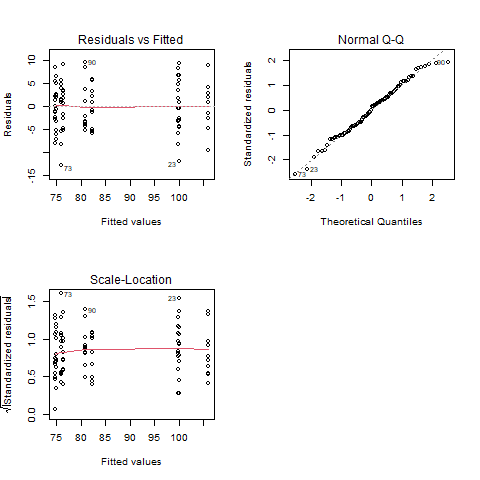 Residuals vs Fitted
Residuals
10
5
0
-5
-15
90
73
23
75 80 85 90 95 100
Fitted values
Normal Q-Q
Standardized residuals
2
1
0
-1
-2
90
23
73
-2 -1 0 1 2
Theoretical Quantiles
Scale-Location
√|Standardized residuals|
1.5
1.0
0.5
0.0
73
90
23
75 80 85 90 95 100
Fitted values